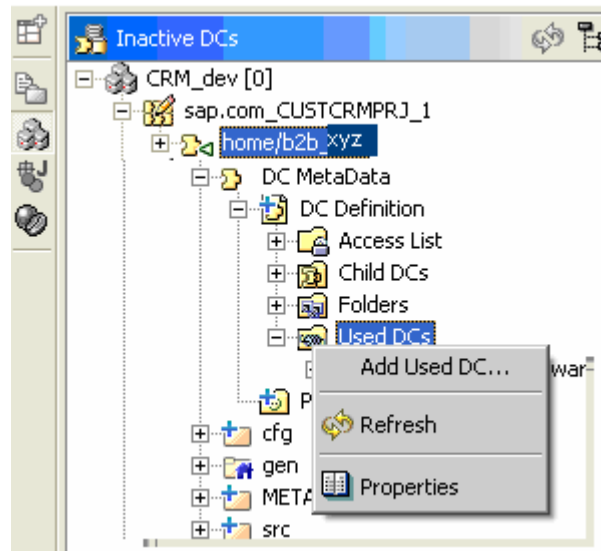 Inactive DCs
CRM_dev [0]
sap.com_CUSTCRMPRJ_1
home/b2b_xyz
DC MetaData
DC Definition
Access List
Child DCs
Folders
Used DCs
Add Used DC...
Refresh
Properties
cfg
gen
META
src